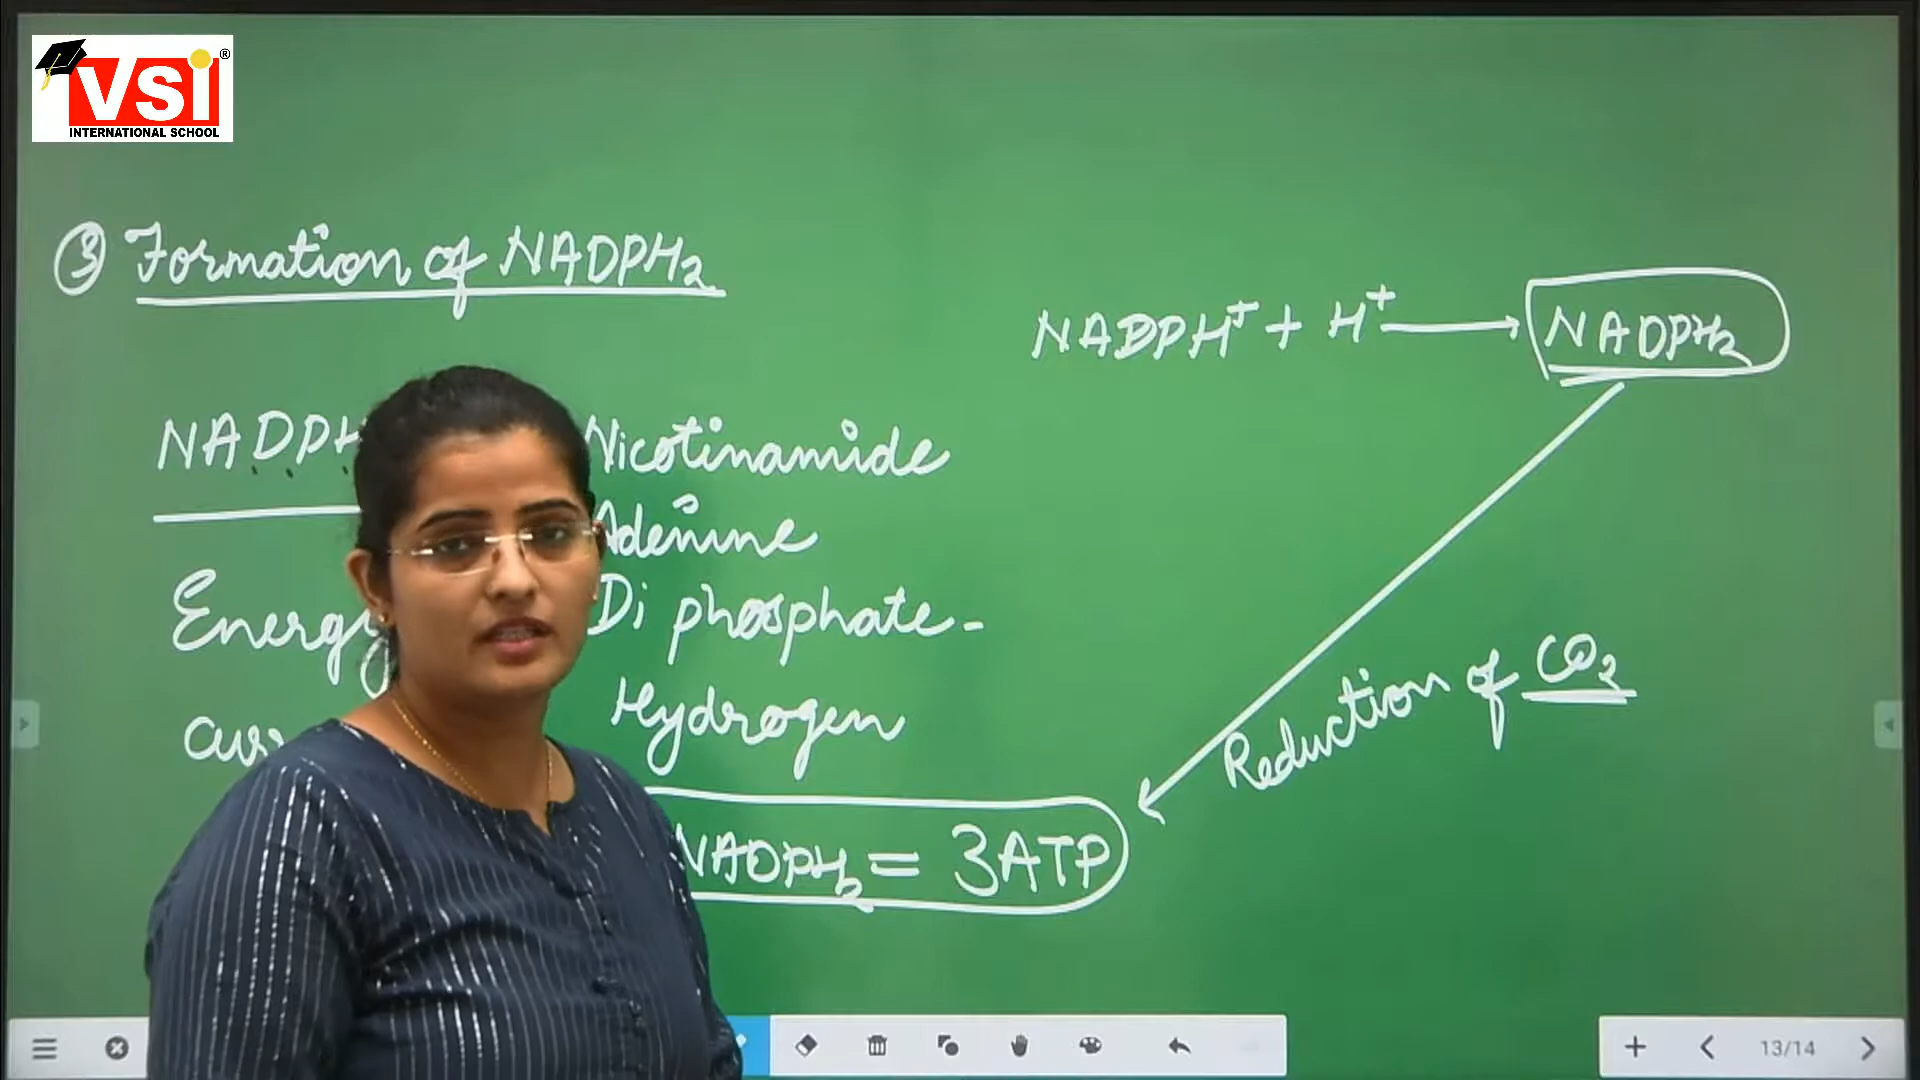 vsi®
INTERNATIONAL SCHOOL
③ Formation of NADPH₂
NADPH⁺ + H⁺ → NADPH₂
NADPH
Nicotinamide
Adenine
Energy
Di phosphate-
Hydrogen
Reduction of CO₂
NADPH₂ = 3ATP
13/14